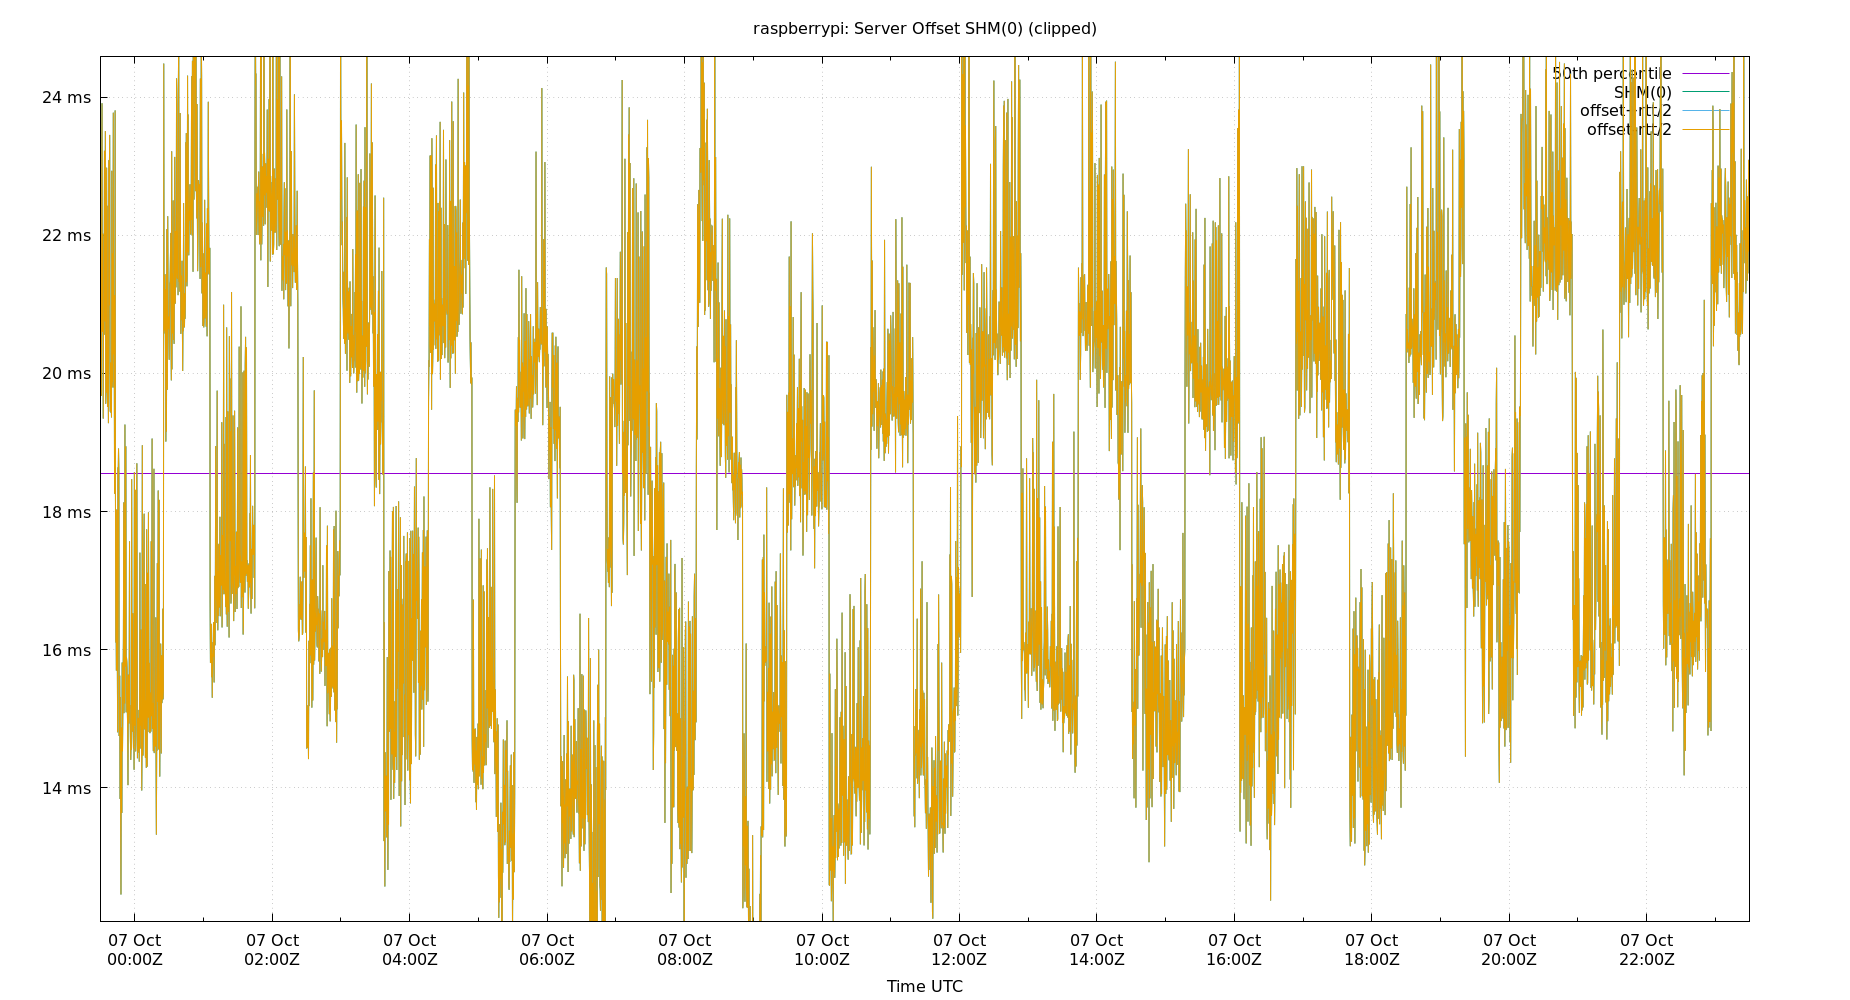 raspberrypi: Server Offset SHM(0) (clipped)
50th percentile
SHM(0)
offset+rtt/2
offset-rtt/2
24 ms
22 ms
20 ms
18 ms
16 ms
14 ms
07 Oct 07 Oct 07 Oct 07 Oct 07 Oct 07 Oct 07 Oct 07 Oct 07 Oct 07 Oct 07 Oct 07 Oct
00:00Z 02:00Z 04:00Z 06:00Z 08:00Z 10:00Z 12:00Z 14:00Z 16:00Z 18:00Z 20:00Z 22:00Z
Time UTC